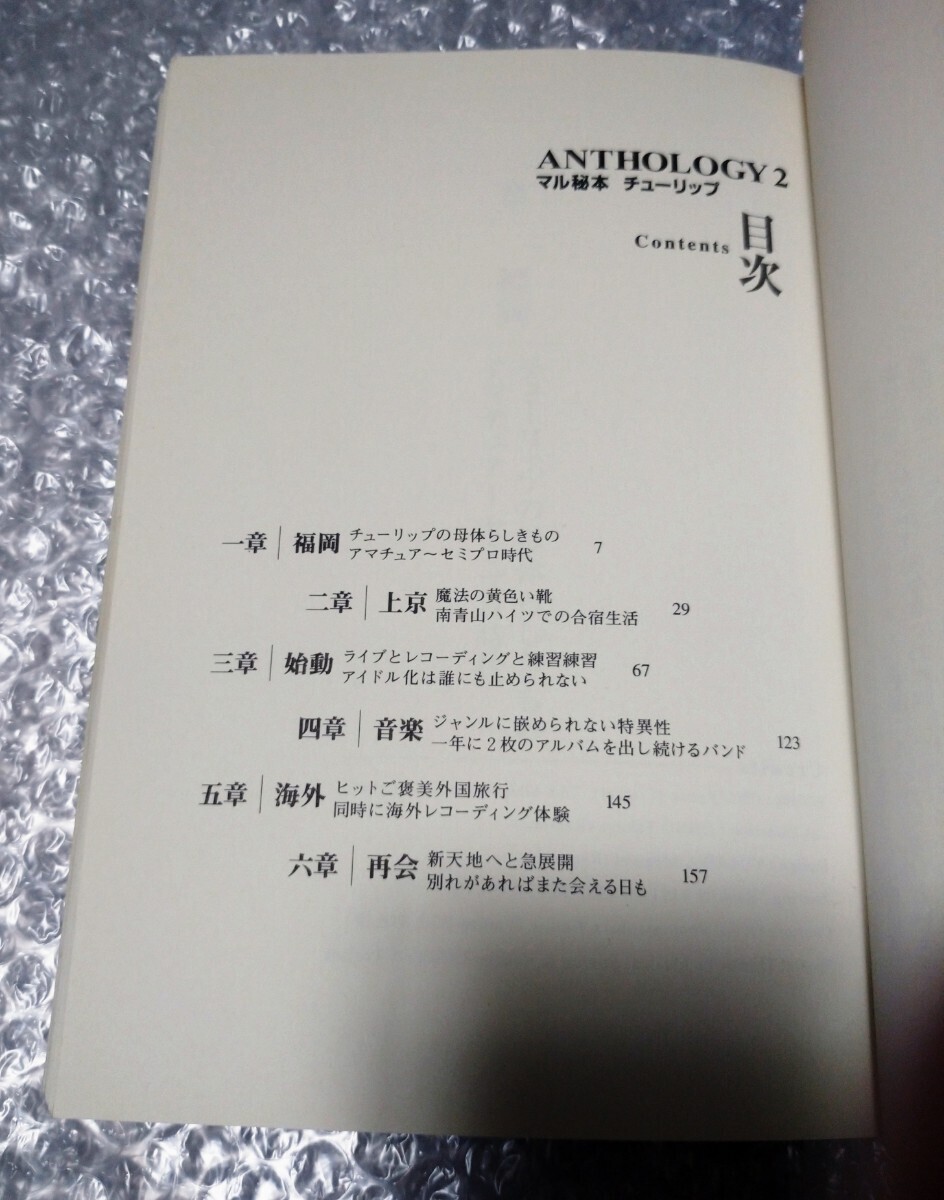 ANTHOLOGY 2
マル秘本 チューリップ
Contents
目次
一章 福岡 チューリップの母体らしきもの
アマチュア～セミプロ時代 7
二章 上京 魔法の黄色い靴
南青山ハイツでの合宿生活 29
三章 始動 ライブとレコーディングと練習練習
アイドル化は誰にも止められない 67
四章 音楽 ジャンルに嵌められない特異性
一年に2枚のアルバムを出し続けるバンド 123
五章 海外 ヒットご褒美外国旅行
同時に海外レコーディング体験 145
六章 再会 新天地へと急展開
別れがあればまた会える日も 157